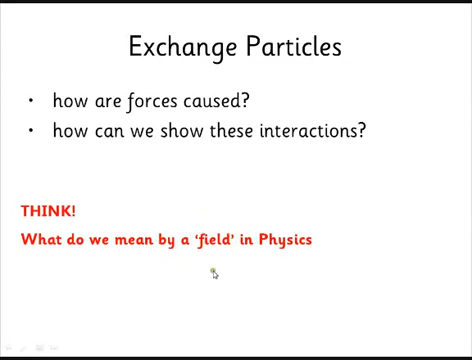 Exchange Particles
• how are forces caused?
• how can we show these interactions?
THINK!
What do we mean by a ‘field’ in Physics